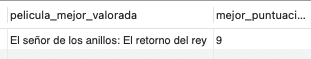 pelicula_mejor_valorada mejor_puntuaci...
El señor de los anillos: El retorno del rey 9